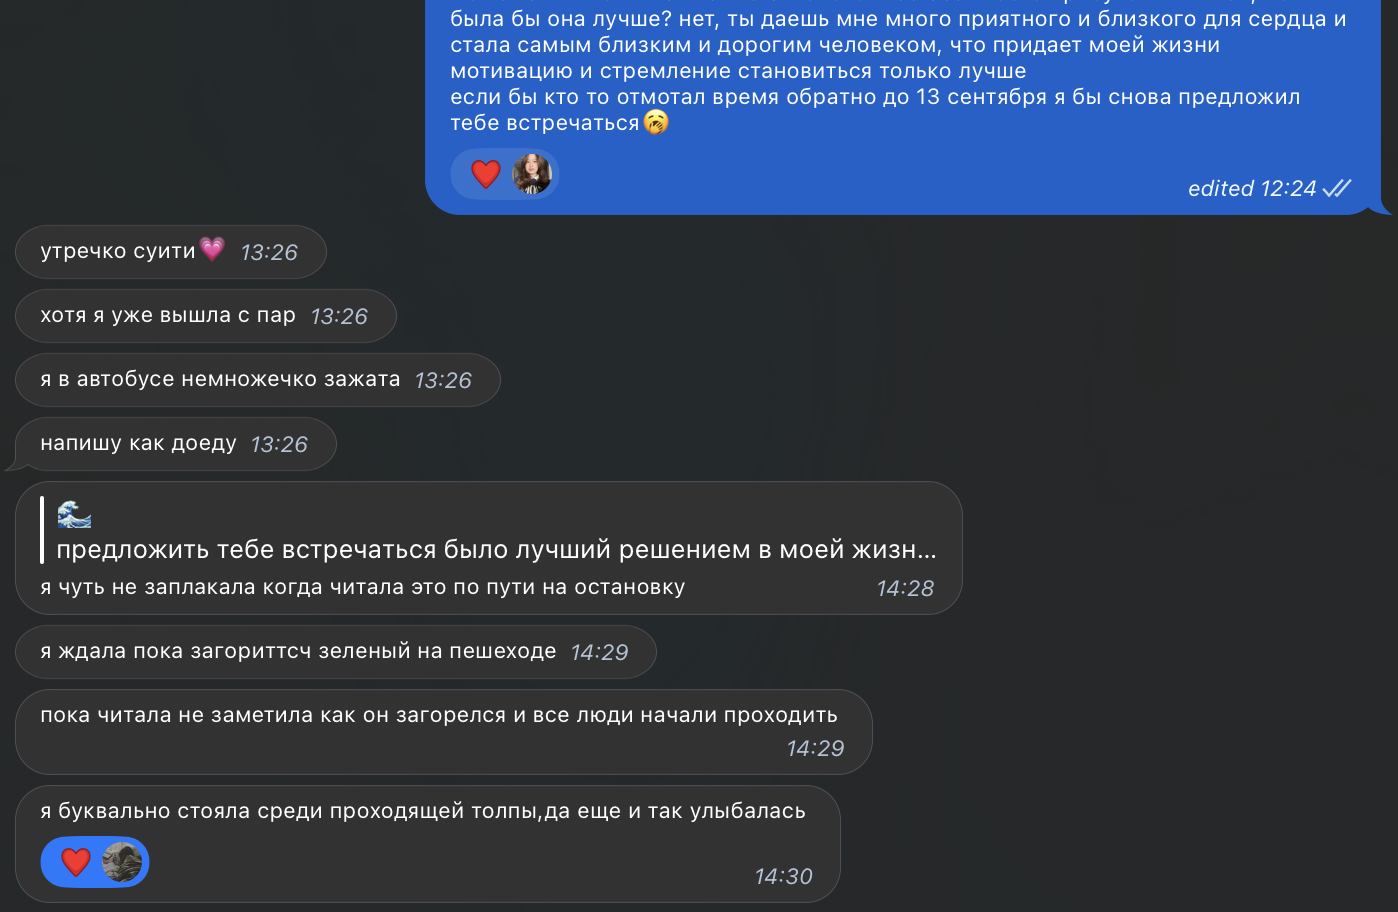 была бы она лучше? нет, ты даешь мне много приятного и близкого для сердца и
стала самым близким и дорогим человеком, что придает моей жизни
мотивацию и стремление становиться только лучше
если бы кто то отмотал время обратно до 13 сентября я бы снова предложил
тебе встречаться🥱
❤️
edited 12:24
утречко суити💗 13:26
хотя я уже вышла с пар 13:26
я в автобусе немножечко зажата 13:26
напишу как доеду 13:26
🌊
предложить тебе встречаться было лучший решением в моей жизн...
я чуть не заплакала когда читала это по пути на остановку 14:28
я ждала пока загориттсч зеленый на пешеходе 14:29
пока читала не заметила как он загорелся и все люди начали проходить
14:29
я буквально стояла среди проходящей толпы,да еще и так улыбалась
❤️
14:30